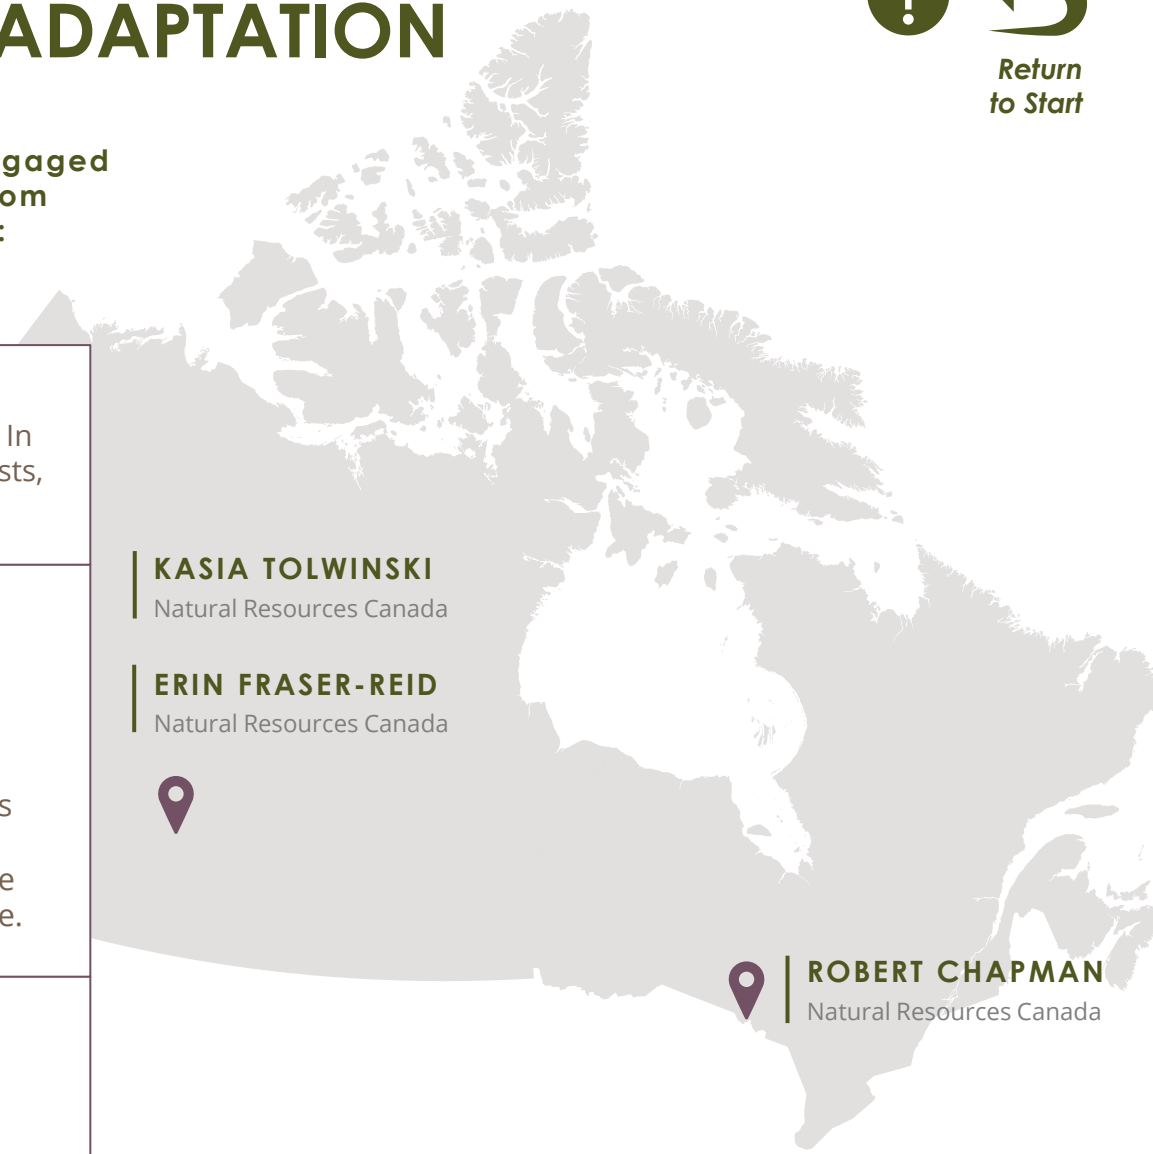 ADAPTATION
!
Return
to Start
gaged
om
:
In
sts,
s
e
e.
KASIA TOLWINSKI
Natural Resources Canada
ERIN FRASER-REID
Natural Resources Canada
ROBERT CHAPMAN
Natural Resources Canada